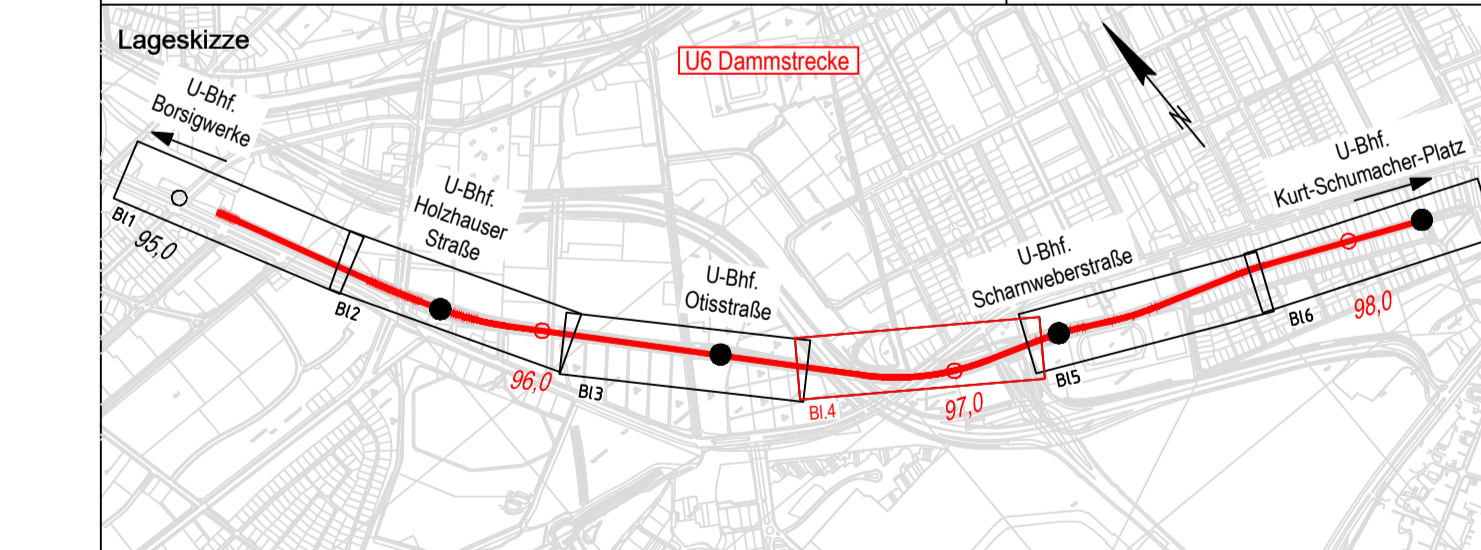 Lageskizze
U6 Dammstrecke
U-Bhf.
Borsigwerke
Bl1
95,0
Bl2
U-Bhf.
Holzhauser
Straße
96,0
Bl3
U-Bhf.
Otisstraße
Bl.4
97,0
U-Bhf.
Scharnweberstraße
Bl5
N
U-Bhf.
Kurt-Schumacher-Platz
Bl6
98,0